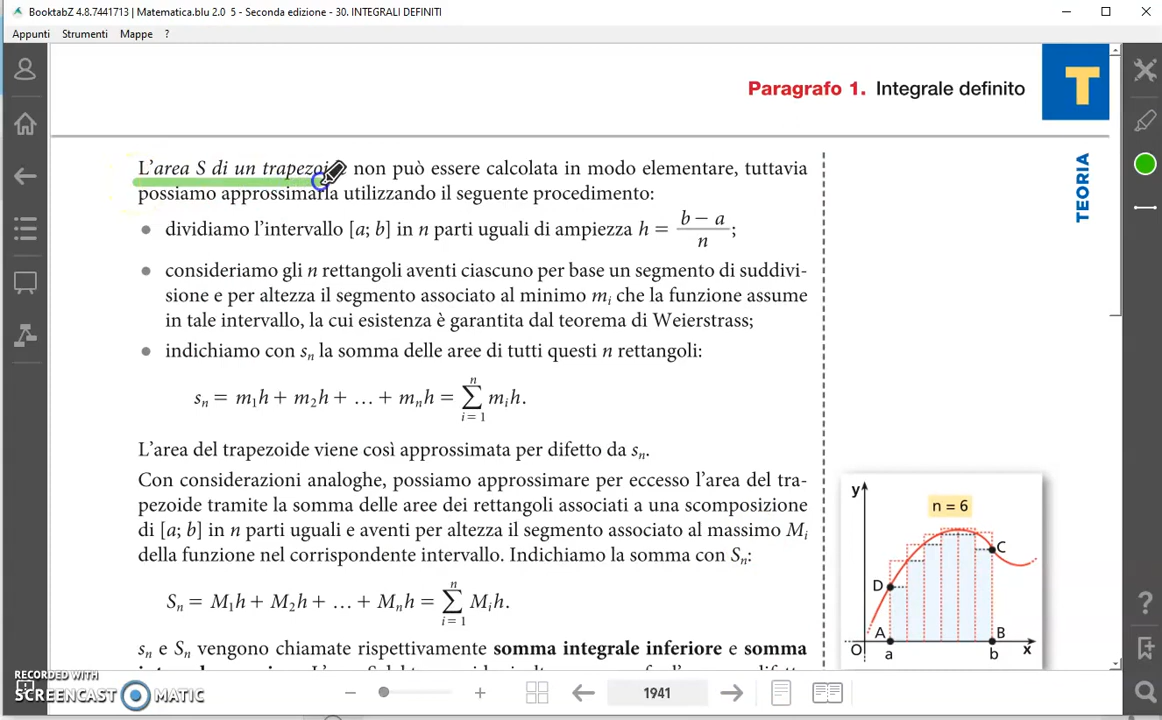 BooktabZ 4.8.7441713 | Matematica.blu 2.0 5 - Seconda edizione - 30. INTEGRALI DEFINITI
Appunti Strumenti Mappe ?
Paragrafo 1. Integrale definito
T
TEORIA
L'area S di un non può essere calcolata in modo elementare, tuttavia
possiamo approssimarla utilizzando il seguente procedimento:
• dividiamo l'intervallo [a; b] in n parti uguali di ampiezza h = (b − a)/n;
• consideriamo gli n rettangoli aventi ciascuno per base un segmento di suddivi-
sione e per altezza il segmento associato al minimo mᵢ che la funzione assume
in tale intervallo, la cui esistenza è garantita dal teorema di Weierstrass;
• indichiamo con sₙ la somma delle aree di tutti questi n rettangoli:
sₙ = m₁h + m₂h + … + mₙh = ∑ⁿᵢ₌₁ mᵢh.
L'area del trapezoide viene così approssimata per difetto da sₙ.
Con considerazioni analoghe, possiamo approssimare per eccesso l'area del tra-
pezoide tramite la somma delle aree dei rettangoli associati a una scomposizione
di [a; b] in n parti uguali e aventi per altezza il segmento associato al massimo Mᵢ
della funzione nel corrispondente intervallo. Indichiamo la somma con Sₙ:
Sₙ = M₁h + M₂h + … + Mₙh = ∑ⁿᵢ₌₁ Mᵢh.
sₙ e Sₙ vengono chiamate rispettivamente somma integrale inferiore e somma
y
n = 6
C
D
A
B
O
a
b
x
RECORDED WITH
SCREENCAST MATIC
1941